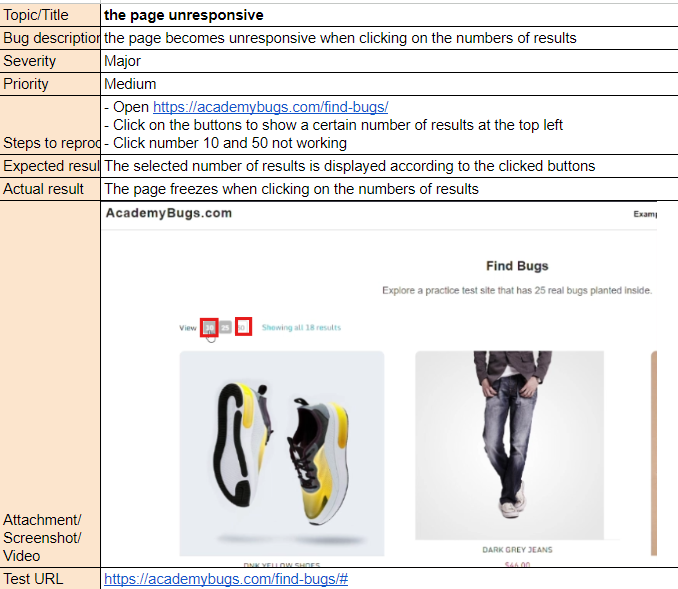 Topic/Title the page unresponsive
Bug description the page becomes unresponsive when clicking on the numbers of results
Severity Major
Priority Medium
- Open https://academybugs.com/find-bugs/
- Click on the buttons to show a certain number of results at the top left
Steps to reproc - Click number 10 and 50 not working
Expected resul The selected number of results is displayed according to the clicked buttons
Actual result The page freezes when clicking on the numbers of results
AcademyBugs.com Examp
Find Bugs
Explore a practice test site that has 25 real bugs planted inside.
View 10 25 Showing all 18 results
DARK GREY JEANS
DNK YELLOW SHOES
$44.00
Attachment/
Screenshot/
Video
Test URL https://academybugs.com/find-bugs/#